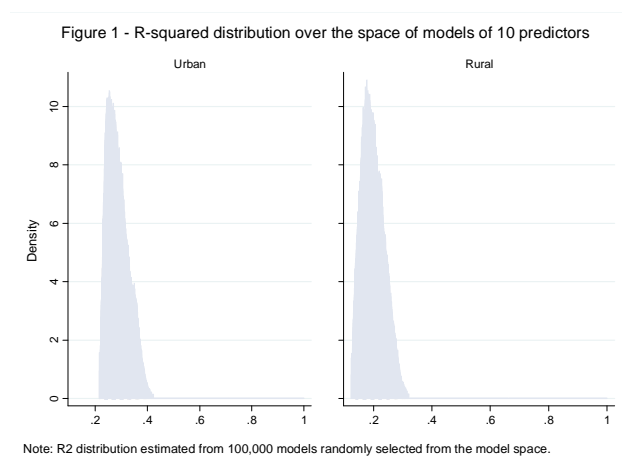 Figure 1 - R-squared distribution over the space of models of 10 predictors
Urban
Rural
Density
10
8
6
4
2
0
.2 .4 .6 .8 1
.2 .4 .6 .8 1
Note: R2 distribution estimated from 100,000 models randomly selected from the model space.